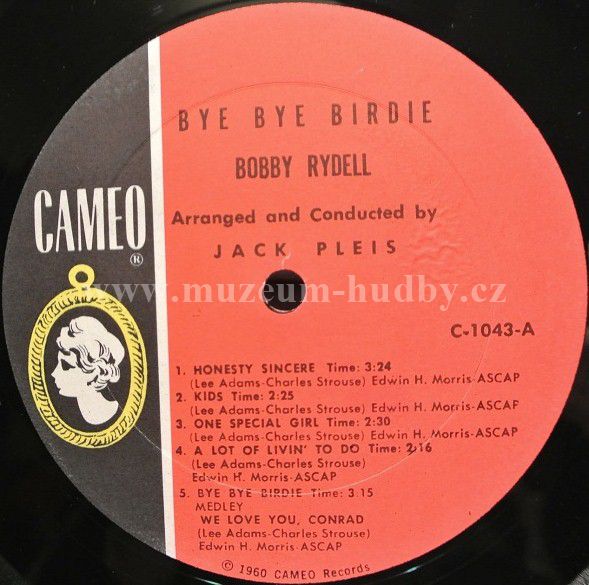 BYE BYE BIRDIE
BOBBY RYDELL
Arranged and Conducted by
JACK PLEIS
CAMEO
®
www.muzeum-hudby.cz
C-1043-A
1. HONESTY SINCERE Time: 3:24
(Lee Adams-Charles Strouse) Edwin H. Morris-ASCAP
2. KIDS Time: 2:25
(Lee Adams-Charles Strouse) Edwin H. Morris-ASCAP
3. ONE SPECIAL GIRL Time: 2:30
(Lee Adams-Charles Strouse) Edwin H. Morris-ASCAP
4. A LOT OF LIVIN' TO DO Time: 2:16
(Lee Adams-Charles Strouse)
Edwin H. Morris-ASCAP
5. BYE BYE BIRDIE Time: 3.15
MEDLEY
WE LOVE YOU, CONRAD
(Lee Adams-Charles Strouse)
Edwin H. Morris-ASCAP
© 1960 CAMEO Records